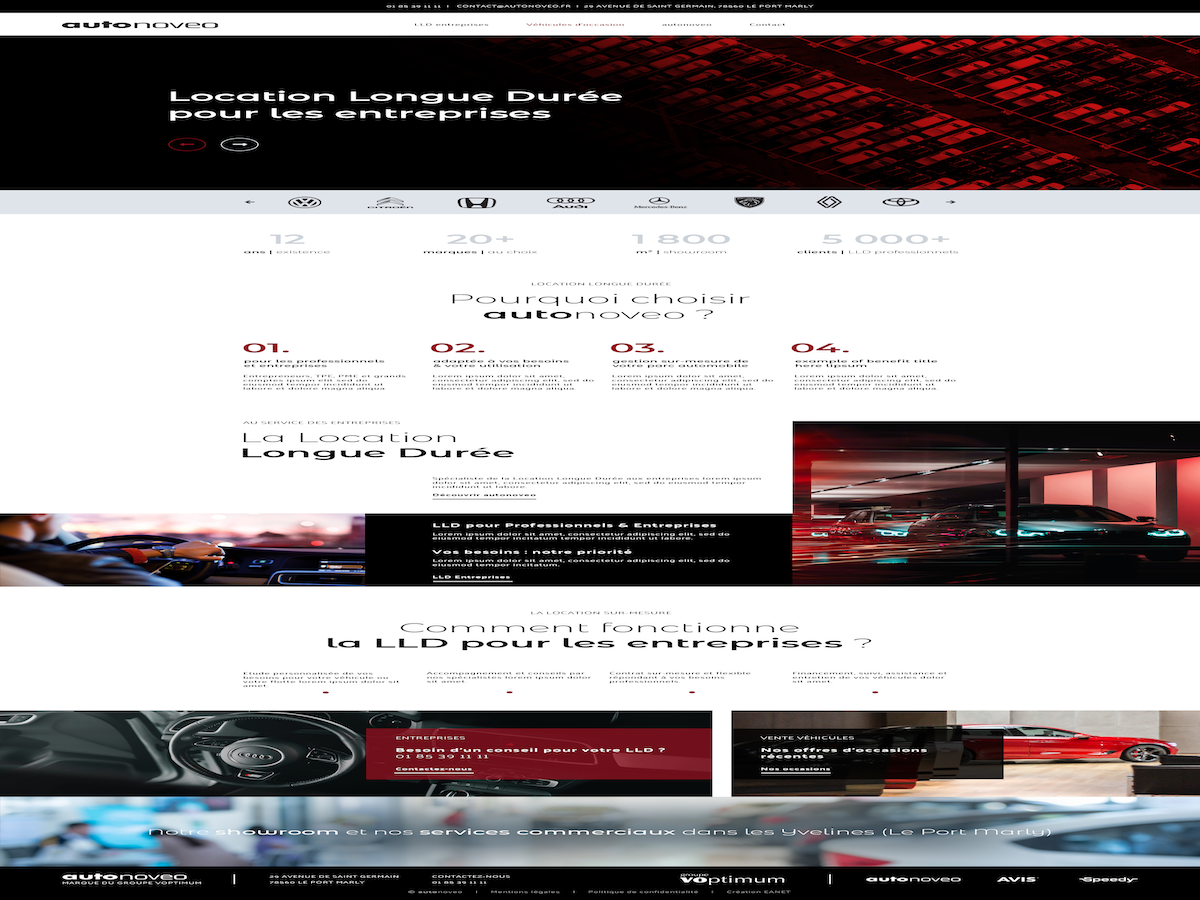 01 85 39 11 11 | CONTACT@AUTONOVEO.FR | 29 AVENUE DE SAINT GERMAIN, 78560 LE PORT MARLY
autonoveo
LLD entreprises
Véhicules d'occasion
autonoveo
Contact
Location Longue Durée
pour les entreprises
CITROËN
Audi
Mercedes-Benz
12
ans | existence
20+
marques | au choix
1 800
m² | showroom
5 000+
clients | LLD professionnels
LOCATION LONGUE DURÉE
Pourquoi choisir
autonoveo ?
01.
pour les professionnels
et entreprises
Entrepreneurs, TPE, PME et grands
comptes ipsum elit sed do
eiusmod tempor incididunt ut
labore et dolore magna aliqua.
02.
adaptée à vos besoins
& votre utilisation
Lorem ipsum dolor sit amet,
consectetur adipiscing elit, sed do
eiusmod tempor incididunt ut
labore et dolore magna aliqua.
03.
gestion sur-mesure de
votre parc automobile
Lorem ipsum dolor sit amet,
consectetur adipiscing elit, sed do
eiusmod tempor incididunt ut
labore et dolore magna aliqua.
04.
example of benefit title
here lipsum
Lorem ipsum dolor sit amet,
consectetur adipiscing elit, sed do
eiusmod tempor incididunt ut
labore et dolore magna aliqua.
AU SERVICE DES ENTREPRISES
La Location
Longue Durée
Spécialiste de la Location Longue Durée aux entreprises lorem ipsum
dolor sit amet, consectetur adipiscing elit, sed do eiusmod tempor
incididunt ut labore.
Découvrir autonoveo
LLD pour Professionnels & Entreprises
Lorem ipsum dolor sit amet, consectetur adipiscing elit, sed do
eiusmod tempor incitatum tempor incididunt ut labore.
Vos besoins : notre priorité
Lorem ipsum dolor sit amet, consectetur adipiscing elit, sed do
eiusmod tempor incitatum.
LLD Entreprises
LA LOCATION SUR-MESURE
Comment fonctionne
la LLD pour les entreprises ?
Etude personnalisée de vos
besoins pour votre véhicule ou
votre flotte lorem ipsum dolor sit
amet
Accompagnement et conseils par
nos spécialistes lorem ipsum dolor
sit amet
Contrat sur-mesure et flexible
répondant à vos besoins
professionnels
Financement, suivi, assistance et
entretien de vos véhicules dolor
sit amet
ENTREPRISES
Besoin d'un conseil pour votre LLD ?
01 85 39 11 11
Contactez-nous
VENTE VÉHICULES
Nos offres d'occasions
récentes
Nos occasions
Notre showroom et nos services commerciaux dans les Yvelines (Le Port Marly)
autonoveo
MARQUE DU GROUPE VOPTIMUM
29 AVENUE DE SAINT GERMAIN
78560 LE PORT MARLY
CONTACTEZ-NOUS
01 85 39 11 11
groupe
vöptimum
autonoveo
AVIS
Speedy
© autonoveo | Mentions légales | Politique de confidentialité | Création EANET